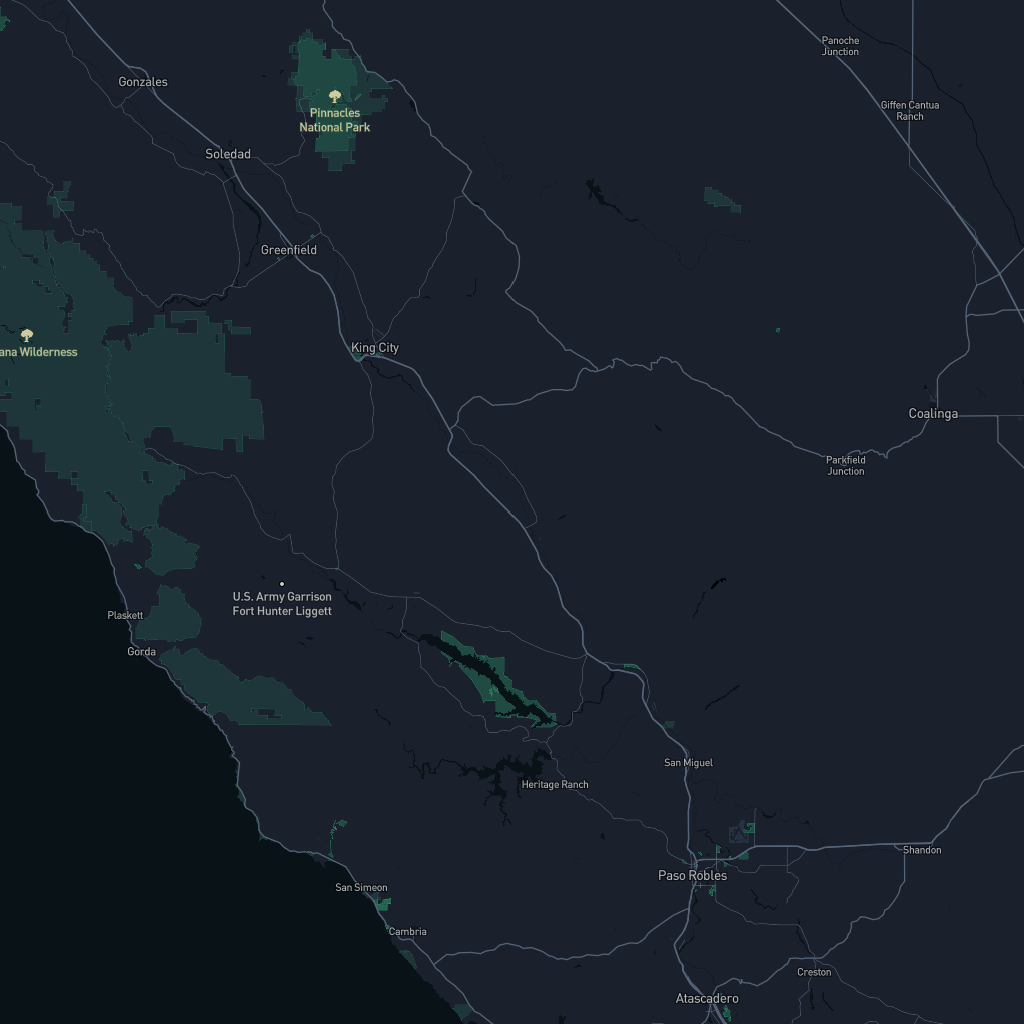 Panoche
Junction
Gonzales
Giffen Cantua
Ranch
Pinnacles
National Park
Soledad
Greenfield
King City
ana Wilderness
Coalinga
Parkfield
Junction
U.S. Army Garrison
Fort Hunter Liggett
Plaskett
Gorda
San Miguel
Heritage Ranch
Shandon
Paso Robles
San Simeon
Cambria
Creston
Atascadero